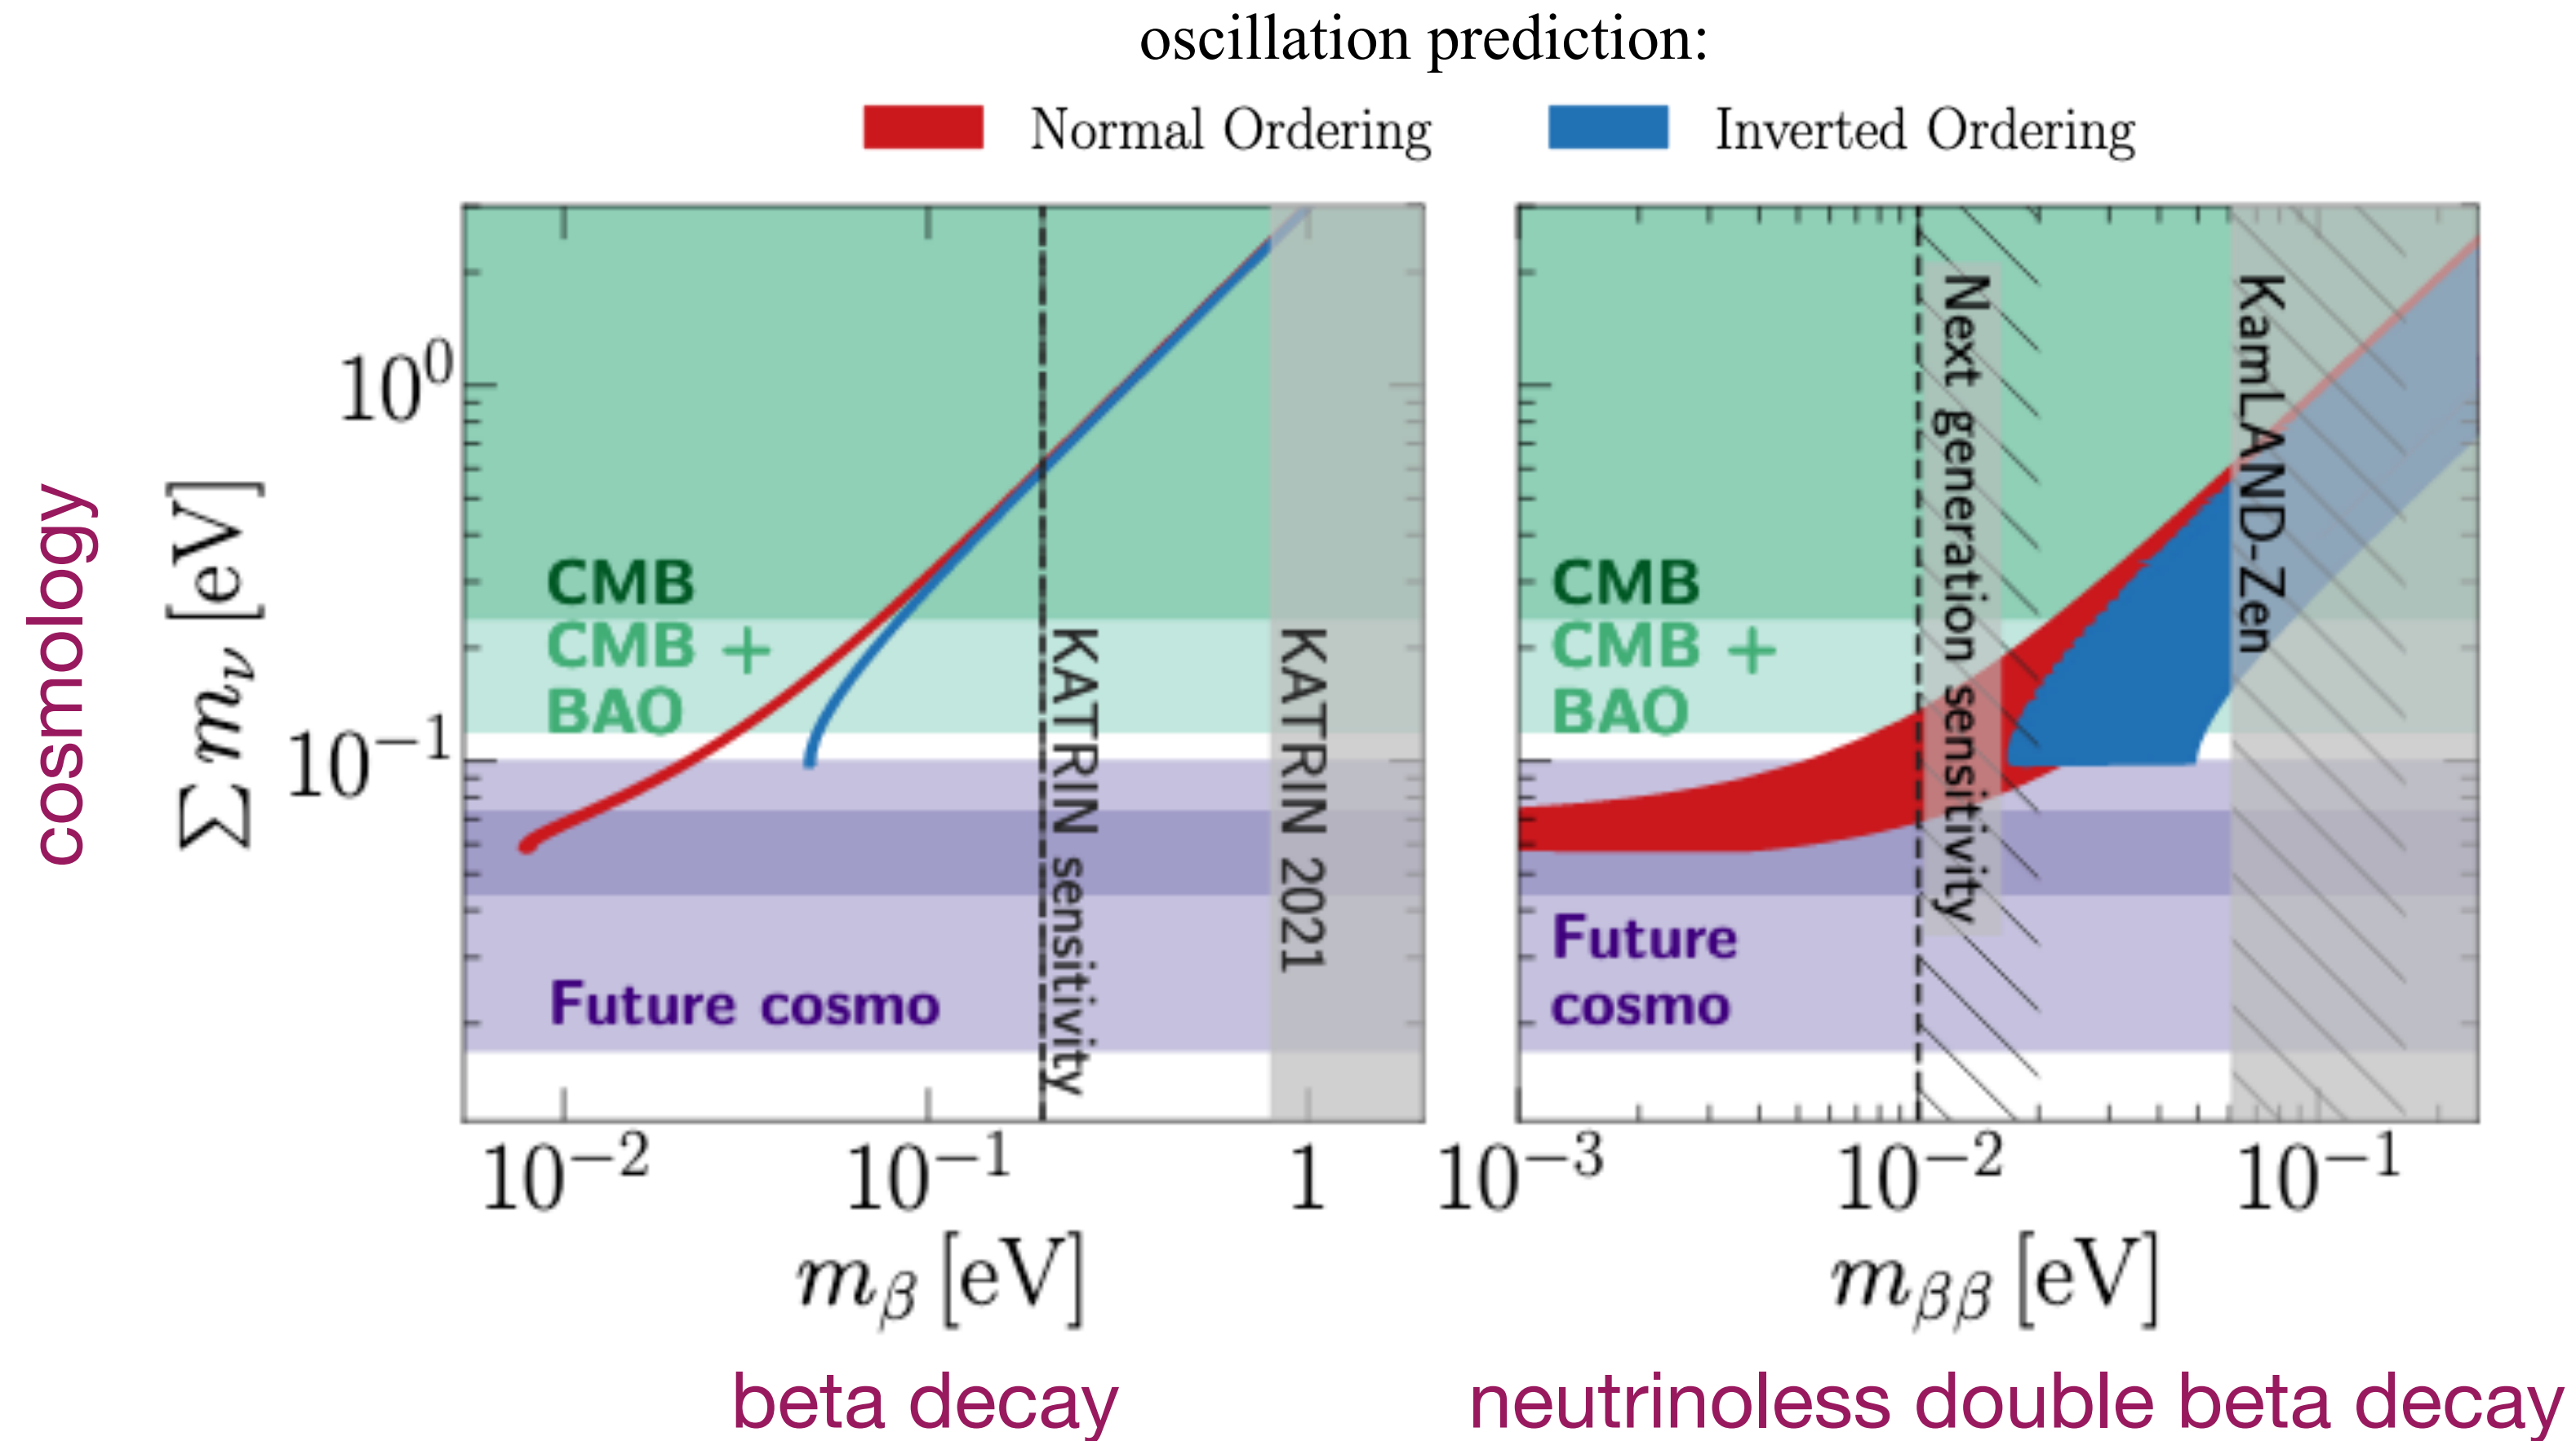 oscillation prediction:
Normal Ordering
Inverted Ordering
cosmology
∑ m_ν [eV]
10^0
10^−1
CMB
CMB +
BAO
Future cosmo
KATRIN sensitivity
KATRIN 2021
10^−2
10^−1
1
m_β [eV]
beta decay
CMB
CMB +
BAO
Future
cosmo
Next generation sensitivity
KamLAND-Zen
10^−3
10^−2
10^−1
m_ββ [eV]
neutrinoless double beta decay